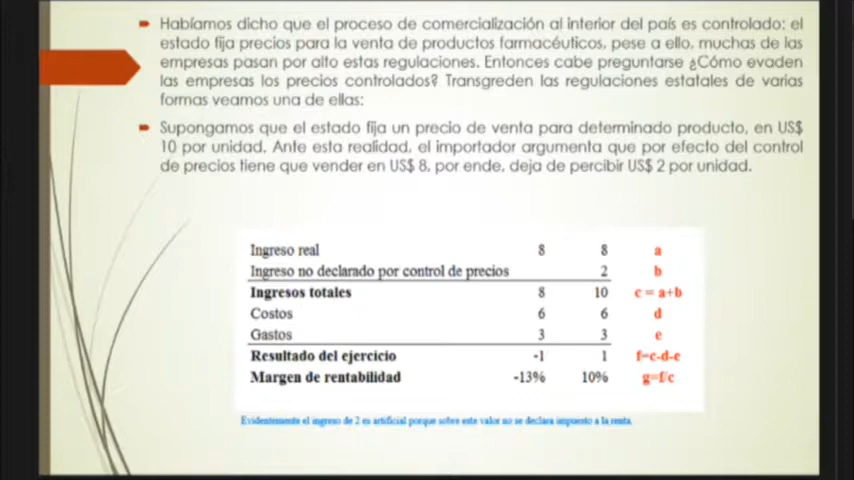 Habíamos dicho que el proceso de comercialización al interior del país es controlado; el
estado fija precios para la venta de productos farmacéuticos, pese a ello, muchas de las
empresas pasan por alto estas regulaciones. Entonces cabe preguntarse ¿Cómo evaden
las empresas los precios controlados? Transgreden las regulaciones estatales de varias
formas veamos una de ellas:
Supongamos que el estado fija un precio de venta para determinado producto, en US$
10 por unidad. Ante esta realidad, el importador argumenta que por efecto del control
de precios tiene que vender en US$ 8, por ende, deja de percibir US$ 2 por unidad.
Ingreso real 8 8 a
Ingreso no declarado por control de precios 2 b
Ingresos totales 8 10 c = a+b
Costos 6 6 d
Gastos 3 3 e
Resultado del ejercicio -1 1 f=c-d-e
Margen de rentabilidad -13% 10% g=f/c
Evidentemente el ingreso de 2 es artificial porque sobre este valor no se declara impuesto a la renta.